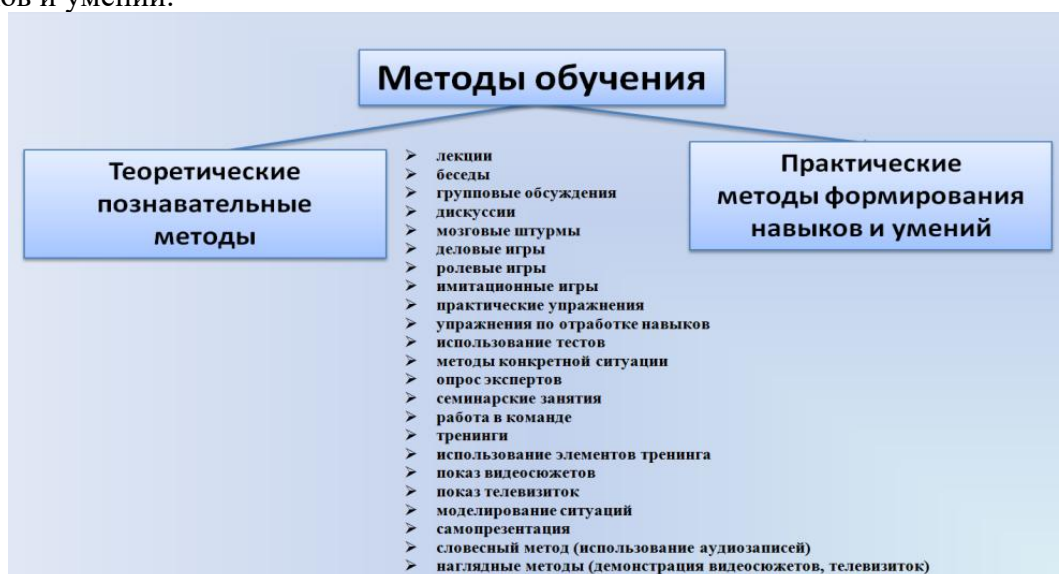 ов и умений.
Методы обучения
Теоретические
познавательные
методы
➢ лекции
➢ беседы
➢ групповые обсуждения
➢ дискуссии
➢ мозговые штурмы
➢ деловые игры
➢ ролевые игры
➢ имитационные игры
➢ практические упражнения
➢ упражнения по отработке навыков
➢ использование тестов
➢ методы конкретной ситуации
➢ опрос экспертов
➢ семинарские занятия
➢ работа в команде
➢ тренинги
➢ использование элементов тренинга
➢ показ видеосюжетов
➢ показ телевизиток
➢ моделирование ситуаций
➢ самопрезентация
➢ словесный метод (использование аудиозаписей)
➢ наглядные методы (демонстрация видеосюжетов, телевизиток)
Практические
методы формирования
навыков и умений